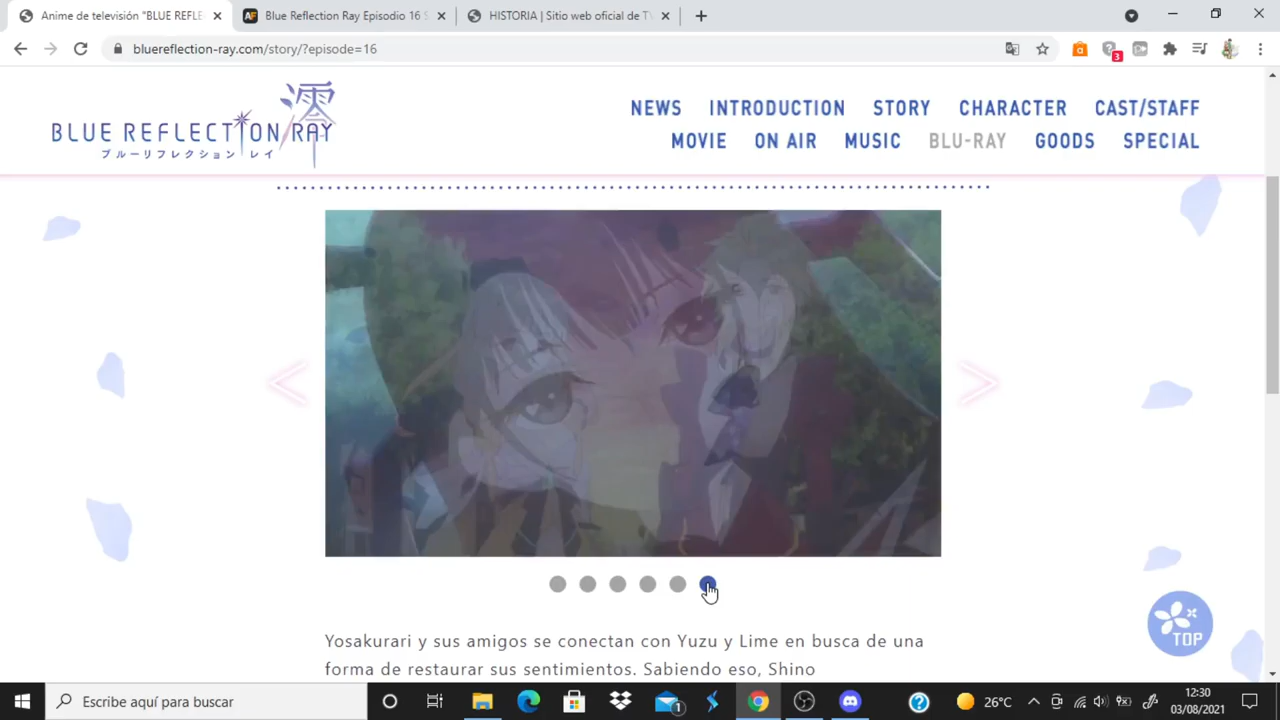 Anime de televisión "BLUE REFLE
Blue Reflection Ray Episodio 16 S
HISTORIA | Sitio web oficial de T
bluereflection-ray.com/story/?episode=16
3
澪
BLUE REFLECTION RAY
ブルーリフレクション レイ
NEWS INTRODUCTION STORY CHARACTER CAST/STAFF
MOVIE ON AIR MUSIC BLU-RAY GOODS SPECIAL
TOP
Yosakurari y sus amigos se conectan con Yuzu y Lime en busca de una
forma de restaurar sus sentimientos. Sabiendo eso, Shino
Escribe aquí para buscar
1
26°C
12:30
03/08/2021